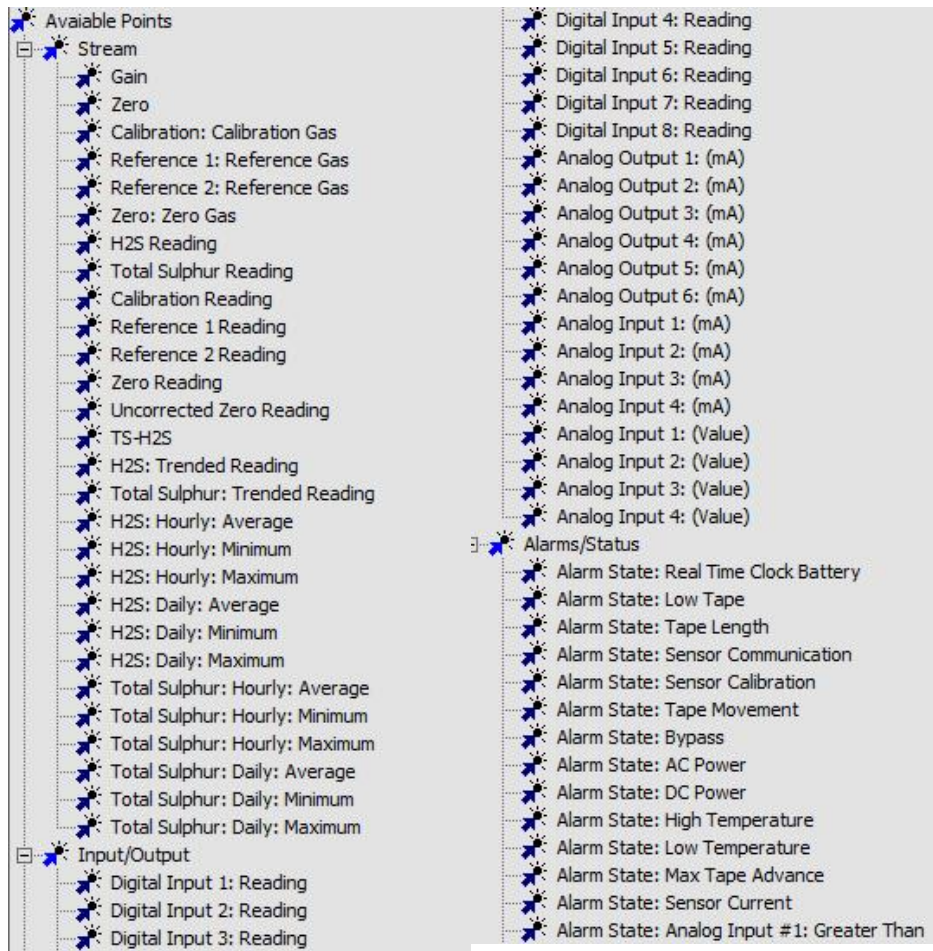 Avaiable Points
Stream
Gain
Zero
Calibration: Calibration Gas
Reference 1: Reference Gas
Reference 2: Reference Gas
Zero: Zero Gas
H2S Reading
Total Sulphur Reading
Calibration Reading
Reference 1 Reading
Reference 2 Reading
Zero Reading
Uncorrected Zero Reading
TS-H2S
H2S: Trended Reading
Total Sulphur: Trended Reading
H2S: Hourly: Average
H2S: Hourly: Minimum
H2S: Hourly: Maximum
H2S: Daily: Average
H2S: Daily: Minimum
H2S: Daily: Maximum
Total Sulphur: Hourly: Average
Total Sulphur: Hourly: Minimum
Total Sulphur: Hourly: Maximum
Total Sulphur: Daily: Average
Total Sulphur: Daily: Minimum
Total Sulphur: Daily: Maximum
Input/Output
Digital Input 1: Reading
Digital Input 2: Reading
Digital Input 3: Reading
Digital Input 4: Reading
Digital Input 5: Reading
Digital Input 6: Reading
Digital Input 7: Reading
Digital Input 8: Reading
Analog Output 1: (mA)
Analog Output 2: (mA)
Analog Output 3: (mA)
Analog Output 4: (mA)
Analog Output 5: (mA)
Analog Output 6: (mA)
Analog Input 1: (mA)
Analog Input 2: (mA)
Analog Input 3: (mA)
Analog Input 4: (mA)
Analog Input 1: (Value)
Analog Input 2: (Value)
Analog Input 3: (Value)
Analog Input 4: (Value)
Alarms/Status
Alarm State: Real Time Clock Battery
Alarm State: Low Tape
Alarm State: Tape Length
Alarm State: Sensor Communication
Alarm State: Sensor Calibration
Alarm State: Tape Movement
Alarm State: Bypass
Alarm State: AC Power
Alarm State: DC Power
Alarm State: High Temperature
Alarm State: Low Temperature
Alarm State: Max Tape Advance
Alarm State: Sensor Current
Alarm State: Analog Input #1: Greater Than